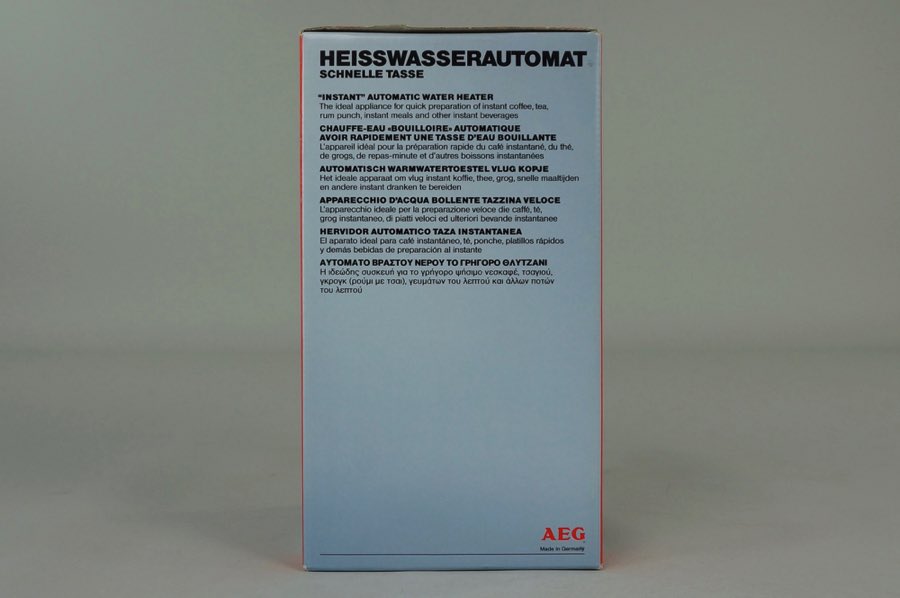 HEISSWASSERAUTOMAT
SCHNELLE TASSE
"INSTANT" AUTOMATIC WATER HEATER
The ideal appliance for quick preparation of instant coffee, tea,
rum punch, instant meals and other instant beverages
CHAUFFE-EAU «BOUILLOIRE» AUTOMATIQUE
AVOIR RAPIDEMENT UNE TASSE D'EAU BOUILLANTE
L'appareil idéal pour la préparation rapide du café instantané, du thé,
de grogs, de repas-minute et d'autres boissons instantanées
AUTOMATISCH WARMWATERTOESTEL VLUG KOPJE
Het ideale apparaat om vlug instant koffie, thee, grog, snelle maaltijden
en andere instant dranken te bereiden
APPARECCHIO D'ACQUA BOLLENTE TAZZINA VELOCE
L'apparecchio ideale per la preparazione veloce die caffé, tè,
grog instantaneo, di piatti veloci ed ulteriori bevande instantanee
HERVIDOR AUTOMATICO TAZA INSTANTANEA
El aparato ideal para café instantáneo, té, ponche, platillos rápidos
y demás bebidas de preparación al instante
ΑΥΤΟΜΑΤΟ ΒΡΑΣΤΟΥ ΝΕΡΟΥ ΤΟ ΓΡΗΓΟΡΟ ΘΛΥΤΖΑΝΙ
Η ιδεώδης συσκευή για το γρήγορο ψήσιμο νεσκαφέ, τσαγιού,
γκρογκ (ρούμι με τσαι), γευμάτων του λεπτού και άλλων ποτών
του λεπτού
AEG
Made in Germany